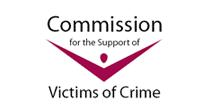 Commission
for the Support of
Victims of Crime